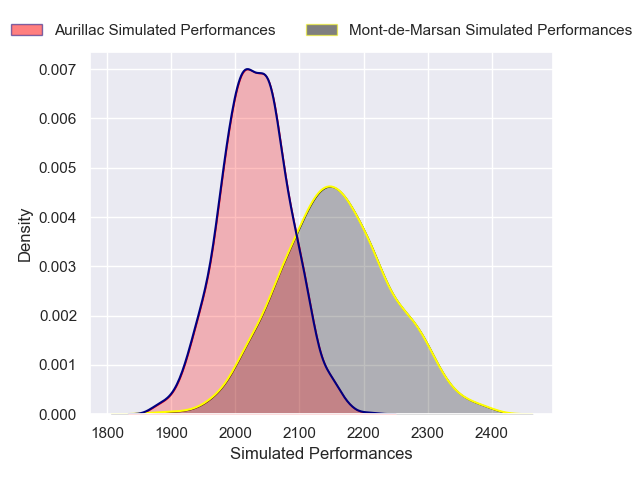 Aurillac Simulated Performances Mont-de-Marsan Simulated Performances
0.007
0.006
0.005
0.004
0.003
0.002
0.001
0.000
Density
1800 1900 2000 2100 2200 2300 2400
Simulated Performances